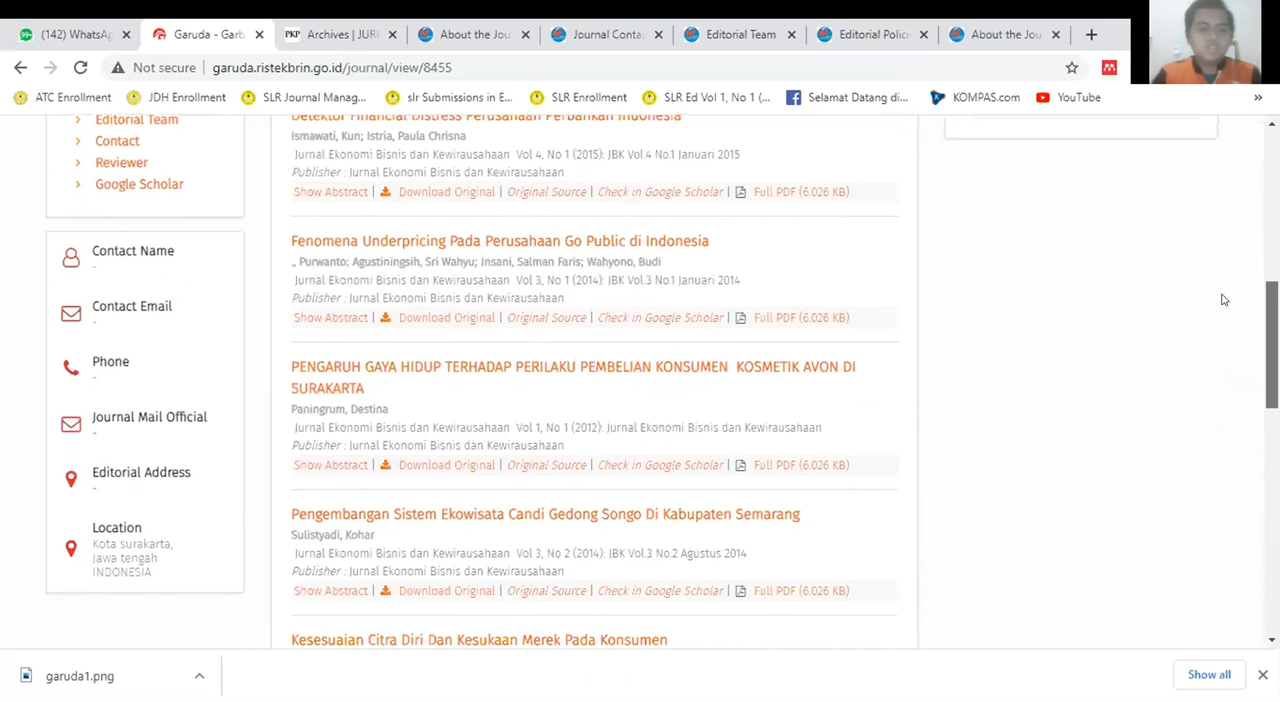 (142) WhatsAp
Garuda - Garb
PKP
Archives | JURI
About the Jou
Journal Contac
Editorial Team
Editorial Polici
About the Jou
Not secure
garuda.ristekbrin.go.id/journal/view/8455
ATC Enrollment
JDH Enrollment
SLR Journal Manag...
slr Submissions in E...
SLR Enrollment
SLR Ed Vol 1, No 1 (...
Selamat Datang di...
KOMPAS.com
YouTube
Editorial Team
Contact
Reviewer
Google Scholar
Contact Name
-
Contact Email
-
Phone
-
Journal Mail Official
-
Editorial Address
-
Location
Kota surakarta,
Jawa tengah
INDONESIA
Detektor Financial Distress Perusahaan Perbankan Indonesia
Ismawati, Kun; Istria, Paula Chrisna
Jurnal Ekonomi Bisnis dan Kewirausahaan Vol 4, No 1 (2015): JBK Vol.4 No.1 Januari 2015
Publisher : Jurnal Ekonomi Bisnis dan Kewirausahaan
Show Abstract | Download Original | Original Source | Check in Google Scholar | Full PDF (6.026 KB)
Fenomena Underpricing Pada Perusahaan Go Public di Indonesia
., Purwanto; Agustiningsih, Sri Wahyu; Insani, Salman Faris; Wahyono, Budi
Jurnal Ekonomi Bisnis dan Kewirausahaan Vol 3, No 1 (2014): JBK Vol.3 No.1 Januari 2014
Publisher : Jurnal Ekonomi Bisnis dan Kewirausahaan
Show Abstract | Download Original | Original Source | Check in Google Scholar | Full PDF (6.026 KB)
PENGARUH GAYA HIDUP TERHADAP PERILAKU PEMBELIAN KONSUMEN KOSMETIK AVON DI
SURAKARTA
Paningrum, Destina
Jurnal Ekonomi Bisnis dan Kewirausahaan Vol 1, No 1 (2012): Jurnal Ekonomi Bisnis dan Kewirausahaan
Publisher : Jurnal Ekonomi Bisnis dan Kewirausahaan
Show Abstract | Download Original | Original Source | Check in Google Scholar | Full PDF (6.026 KB)
Pengembangan Sistem Ekowisata Candi Gedong Songo Di Kabupaten Semarang
Sulistyadi, Kohar
Jurnal Ekonomi Bisnis dan Kewirausahaan Vol 3, No 2 (2014): JBK Vol.3 No.2 Agustus 2014
Publisher : Jurnal Ekonomi Bisnis dan Kewirausahaan
Show Abstract | Download Original | Original Source | Check in Google Scholar | Full PDF (6.026 KB)
Kesesuaian Citra Diri Dan Kesukaan Merek Pada Konsumen
garuda1.png
Show all